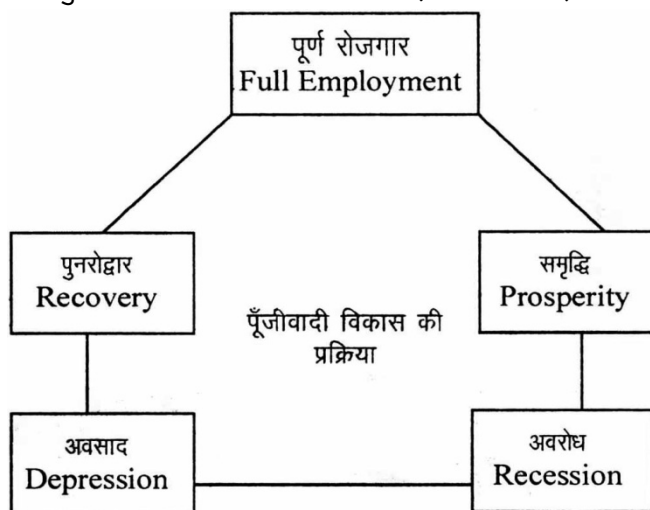 पूर्ण रोजगार
Full Employment
पुनरोद्वार
Recovery
समृद्धि
Prosperity
पूँजीवादी विकास की
प्रक्रिया
अवसाद
Depression
अवरोध
Recession